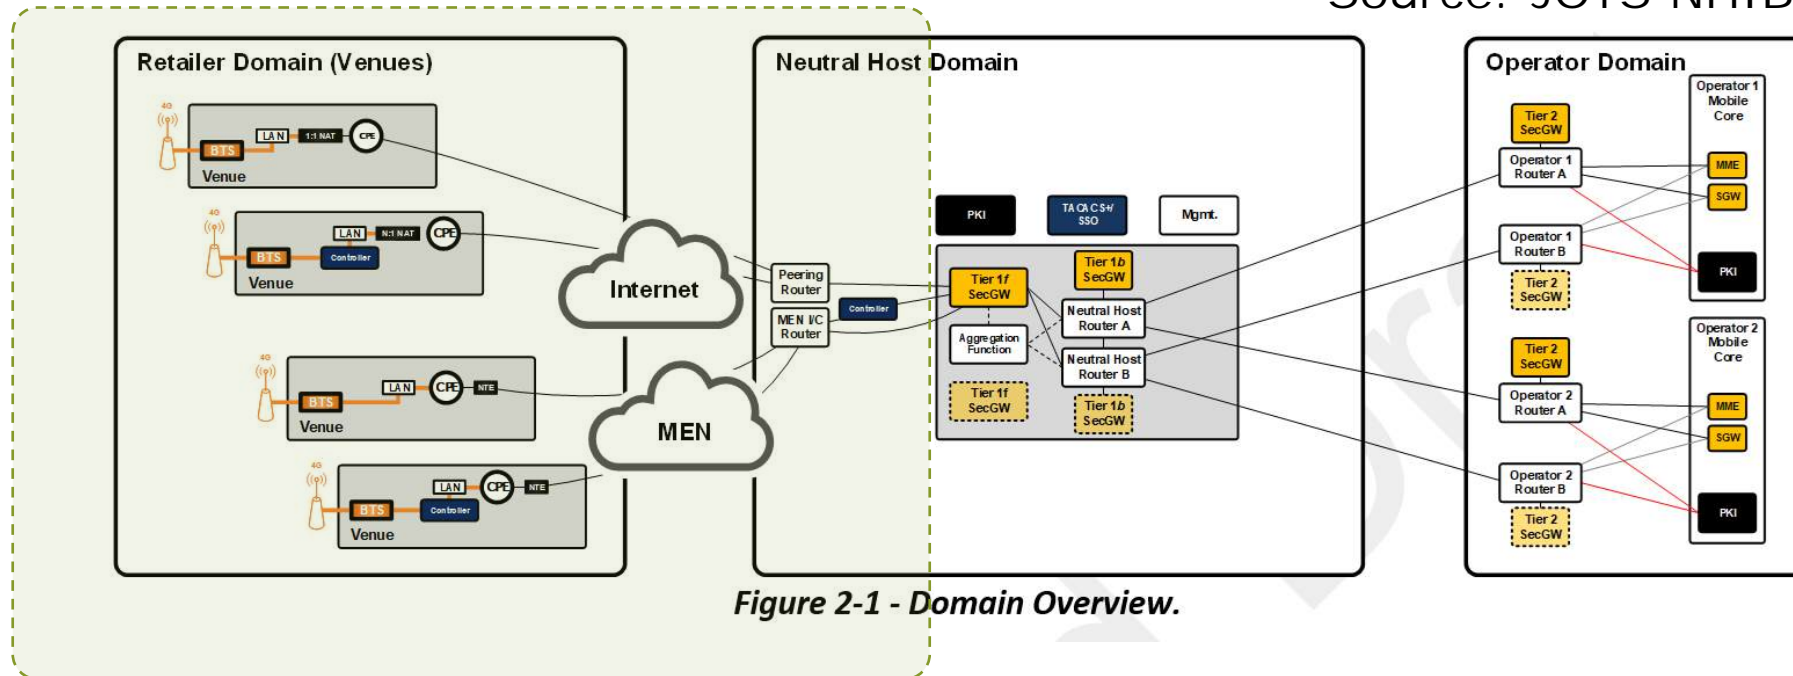 Source: JOTS NHIB
Retailer Domain (Venues)
4G
BTS
LAN
1:1 NAT
CPE
Venue
4G
BTS
LAN
Controller
N:1 NAT
CPE
Venue
4G
BTS
LAN
CPE
NTE
Venue
4G
BTS
LAN
Controller
CPE
NTE
Venue
Internet
MEN
Neutral Host Domain
Peering
Router
MEN I/C
Router
Controller
PKI
TACACS+/
SSO
Mgmt.
Tier 1f
SecGW
Aggregation
Function
Tier 1f
SecGW
Tier 1b
SecGW
Neutral Host
Router A
Neutral Host
Router B
Tier 1b
SecGW
Operator Domain
Tier 2
SecGW
Operator 1
Router A
Operator 1
Router B
Tier 2
SecGW
Operator 1
Mobile
Core
MME
SGW
PKI
Tier 2
SecGW
Operator 2
Router A
Operator 2
Router B
Tier 2
SecGW
Operator 2
Mobile
Core
MME
SGW
PKI
Figure 2-1 - Domain Overview.